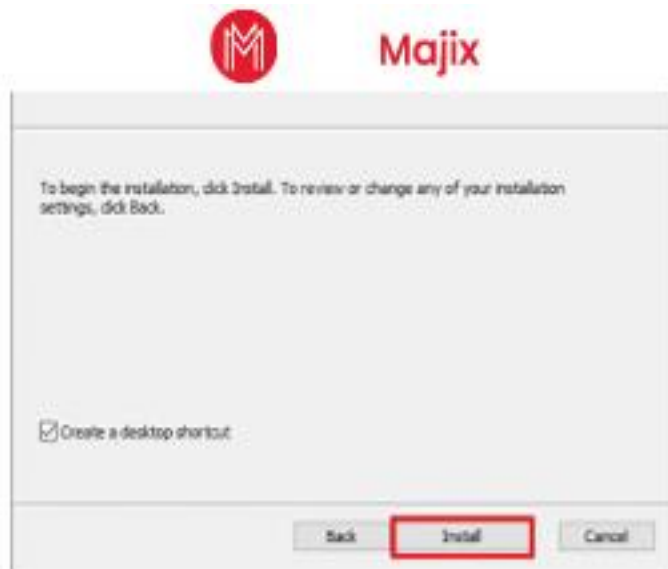 Majix
To begin the installation, click Install. To review or change any of your installation
settings, click Back.
Create a desktop shortcut
Back Install Cancel